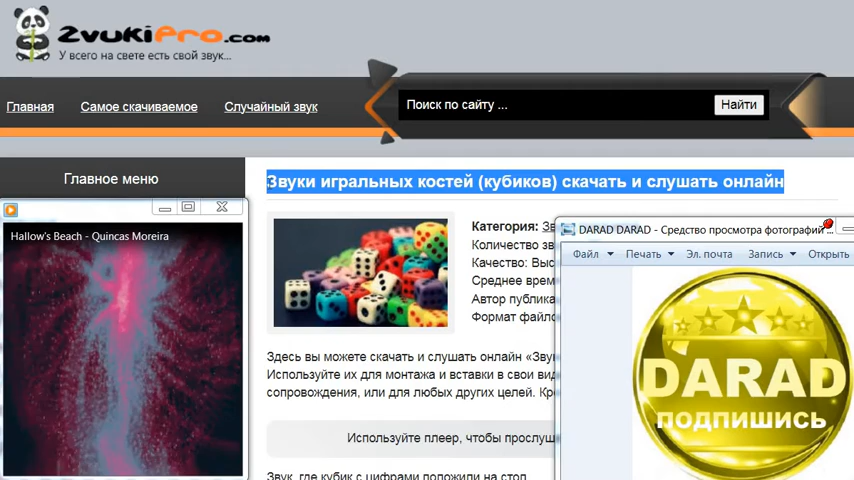 ZvukiPro.com
У всего на свете есть свой звук...
Главная
Самое скачиваемое
Случайный звук
Поиск по сайту ...
Найти
Главное меню
Звуки игральных костей (кубиков) скачать и слушать онлайн
Hallow's Beach - Quincas Moreira
Категория: Зв
Количество зв
Качество: Выс
Среднее врем
Автор публика
Формат файло
DARAD DARAD - Средство просмотра фотографий ...
Файл
Печать
Эл. почта
Запись
Открыть
DARAD
подпишись
Здесь вы можете скачать и слушать онлайн «Зву
Используйте их для монтажа и вставки в свои вид
сопровождения, или для любых других целей. Кр
Используйте плеер, чтобы прослуш
Звук, где кубик с цифрами положили на стол